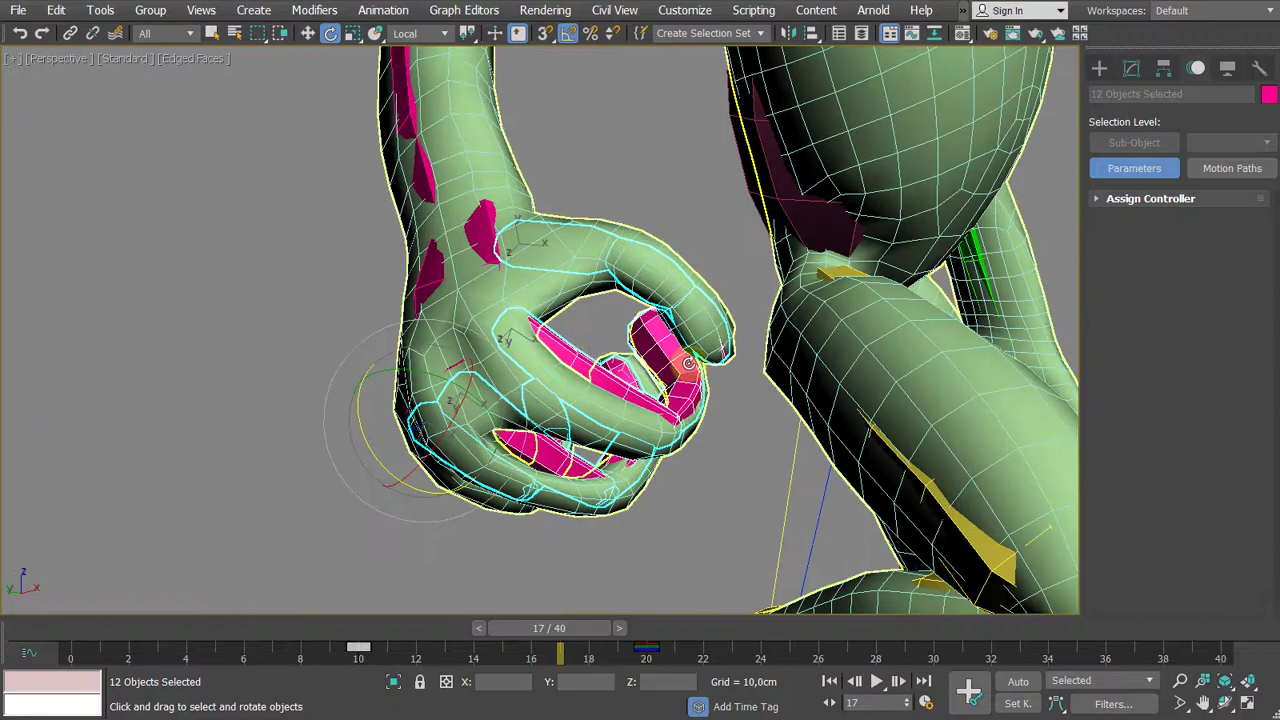 File Edit Tools Group Views Create Modifiers Animation Graph Editors Rendering Civil View Customize Scripting Content Arnold Help » Sign In Workspaces: Default
All Local Create Selection Set
[+] [Perspective ] [Standard ] [Edged Faces ]
12 Objects Selected
Selection Level:
Sub-Object
Parameters Motion Paths
Assign Controller
y x z
z y
z y x
z y x
< 17 / 40 >
0 2 4 6 8 10 12 14 16 18 20 22 24 26 28 30 32 34 36 38 40
12 Objects Selected X: Y: Z: Grid = 10,0cm Auto Selected
Click and drag to select and rotate objects Add Time Tag 17 Set K. Filters...